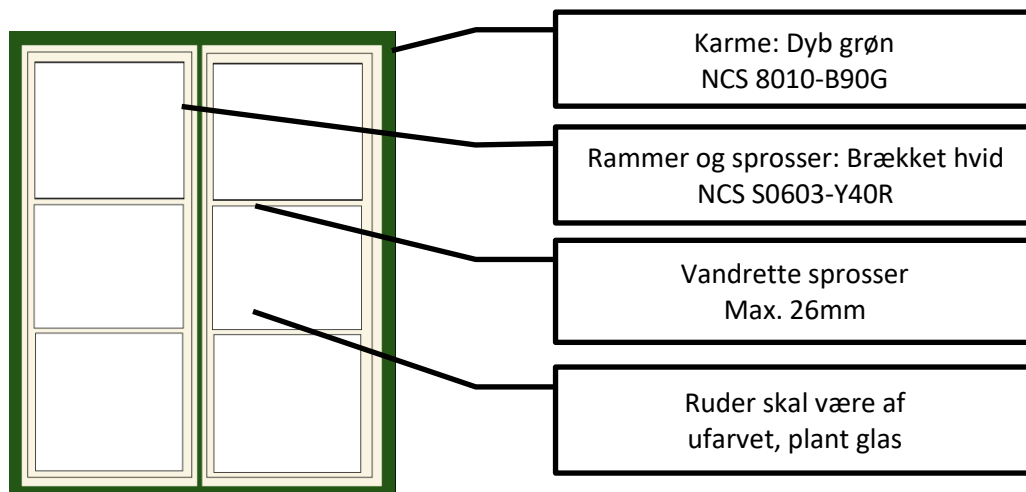 Karme: Dyb grøn
NCS 8010-B90G
Rammer og sprosser: Brækket hvid
NCS S0603-Y40R
Vandrette sprosser
Max. 26mm
Ruder skal være af
ufarvet, plant glas